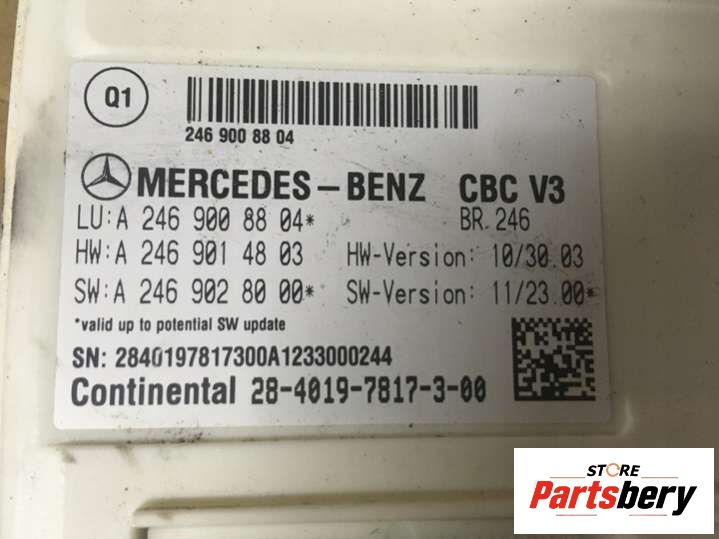 Q1
246 900 88 04
MERCEDES-BENZ CBC V3
LU:A 246 900 88 04* BR 246
HW:A 246 901 48 03 HW-Version: 10/30.03
SW:A 246 902 80 00* SW-Version: 11/23.00*
*valid up to potential SW update
SN: 2840197817300A1233000244
Continental 28-4019-7817-3-00
STORE
Partsbery